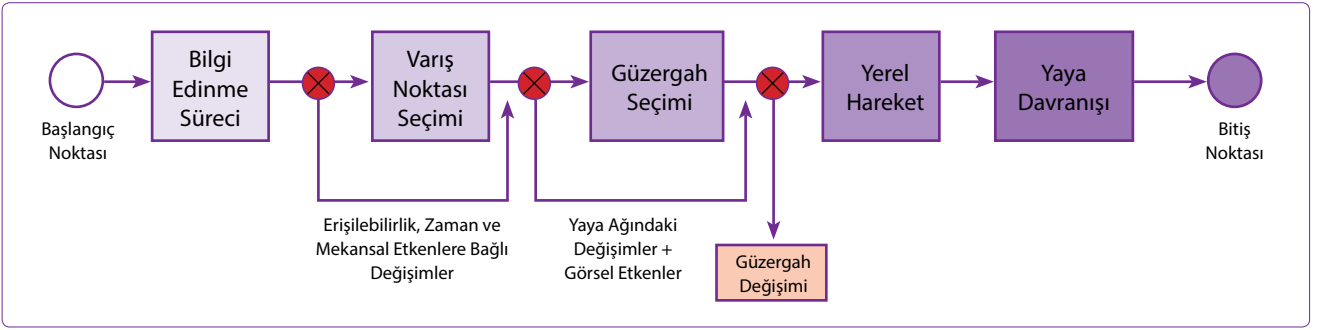 Başlangıç
Noktası
Bilgi
Edinme
Süreci
Varış
Noktası
Seçimi
Güzergah
Seçimi
Yerel
Hareket
Yaya
Davranışı
Bitiş
Noktası
Erişilebilirlik, Zaman ve
Mekansal Etkenlere Bağlı
Değişimler
Yaya Ağındaki
Değişimler +
Görsel Etkenler
Güzergah
Değişimi